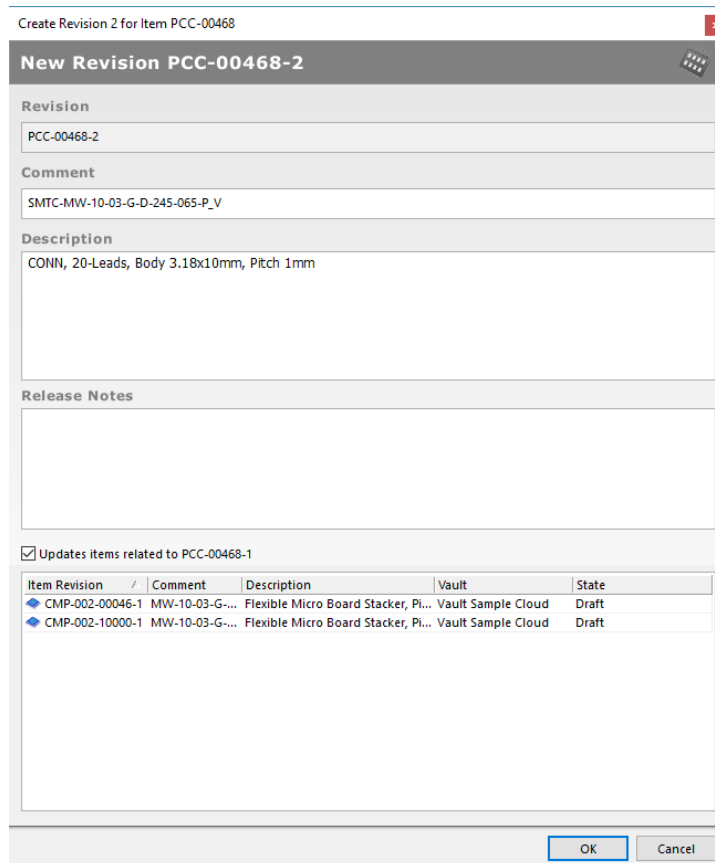 Create Revision 2 for Item PCC-00468
New Revision PCC-00468-2
Revision
PCC-00468-2
Comment
SMTC-MW-10-03-G-D-245-065-P_V
Description
CONN, 20-Leads, Body 3.18x10mm, Pitch 1mm
Release Notes
Updates items related to PCC-00468-1
Item Revision / Comment Description Vault State
CMP-002-00046-1 MW-10-03-G-... Flexible Micro Board Stacker, Pi... Vault Sample Cloud Draft
CMP-002-10000-1 MW-10-03-G-... Flexible Micro Board Stacker, Pi... Vault Sample Cloud Draft
OK Cancel